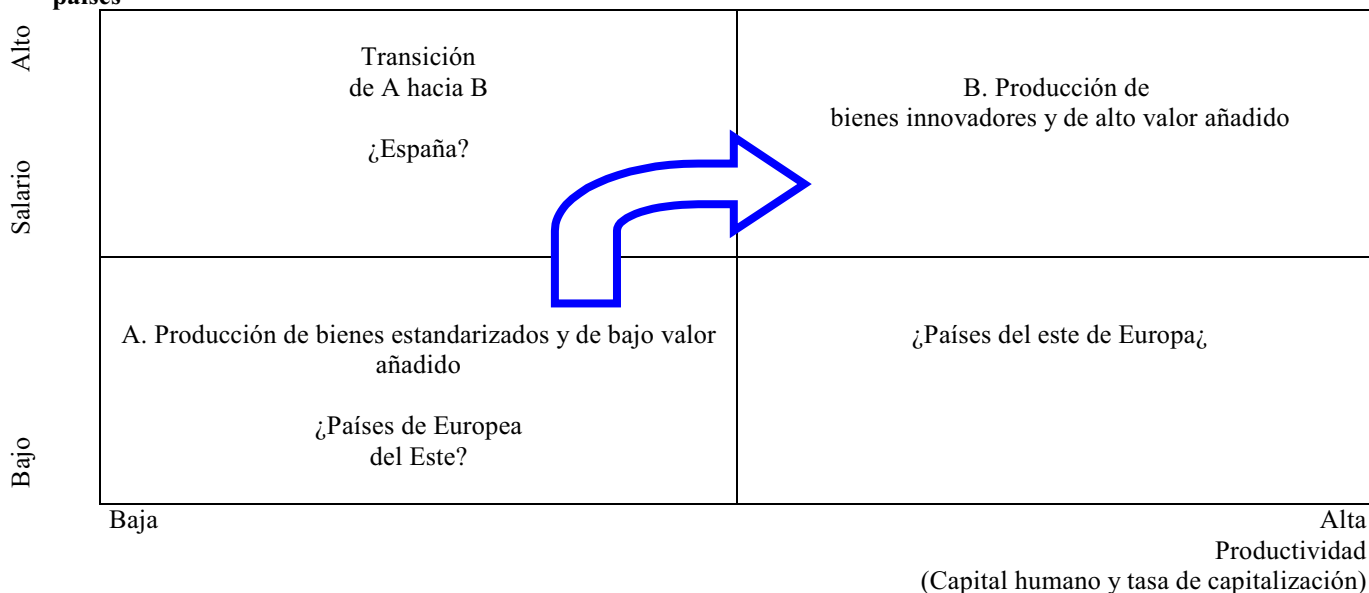 países
Alto
Salario
Bajo
Transición
de A hacia B
¿España?
B. Producción de
bienes innovadores y de alto valor añadido
A. Producción de bienes estandarizados y de bajo valor
añadido
¿Países de Europea
del Este?
¿Países del este de Europa¿
Baja
Alta
Productividad
(Capital humano y tasa de capitalización)